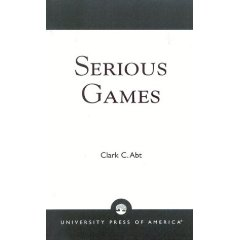 SERIOUS
GAMES
Clark C. Abt
UNIVERSITY PRESS OF AMERICA®